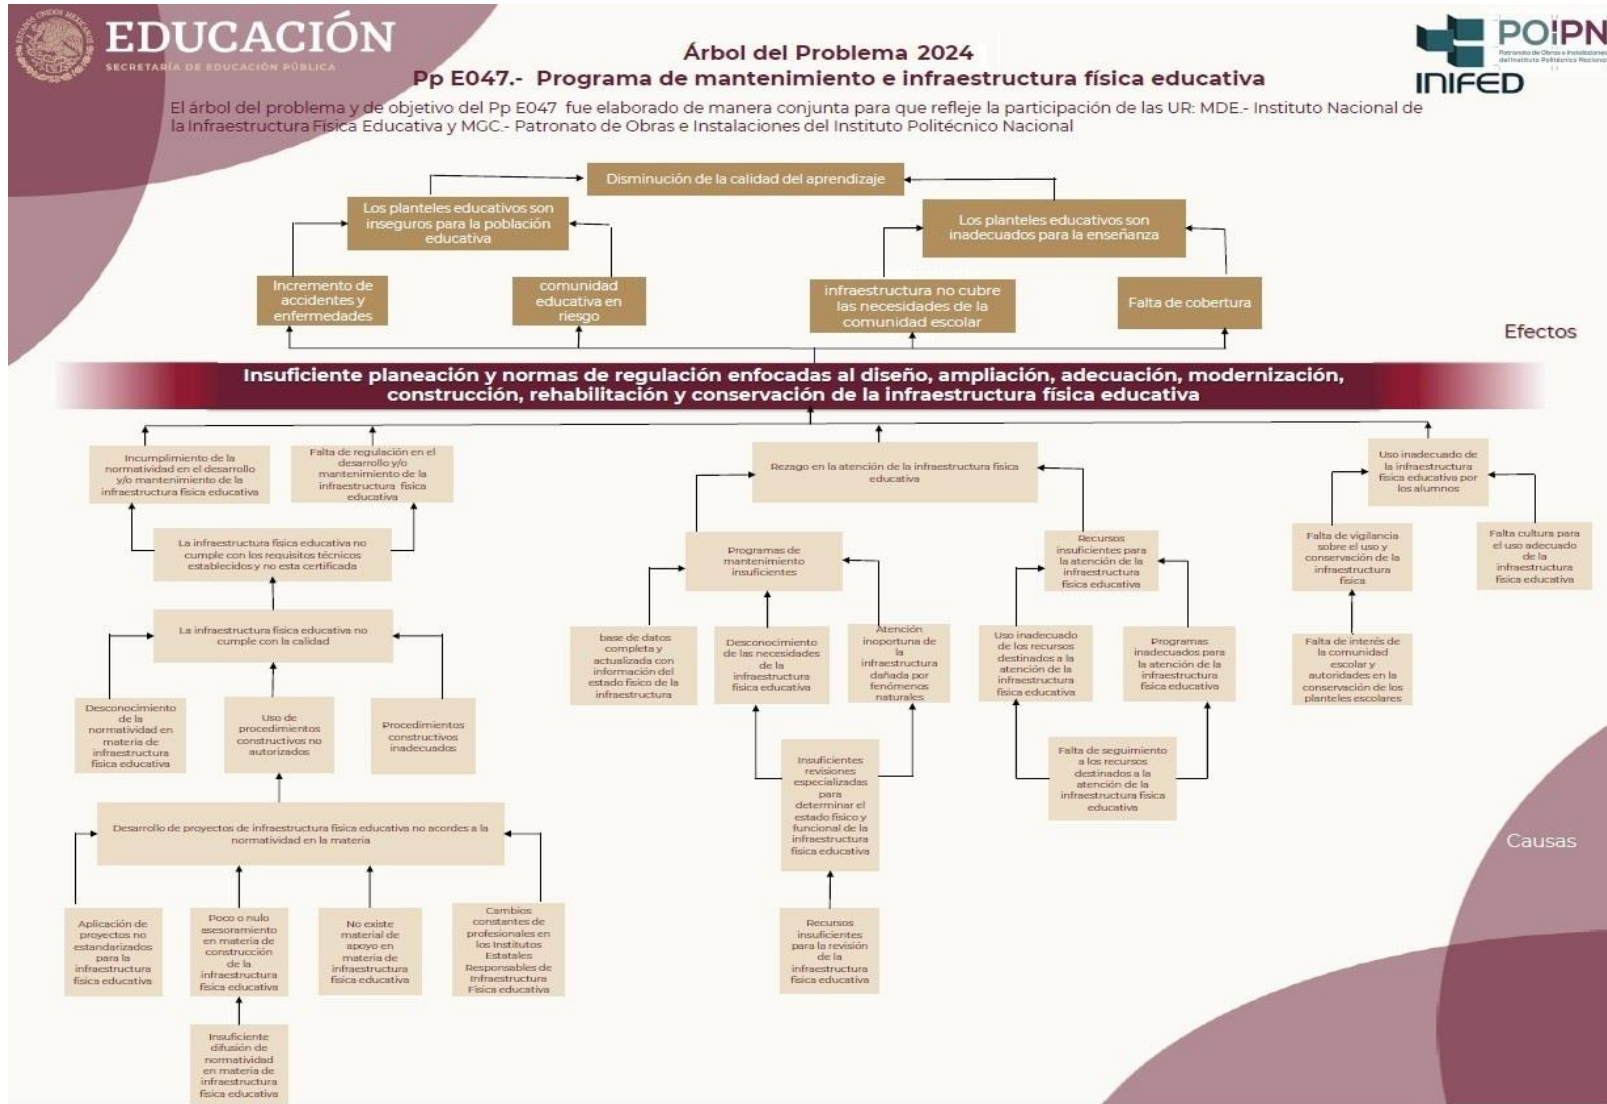 EDUCACIÓN
SECRETARÍA DE EDUCACIÓN PÚBLICA
ESTADOS UNIDOS MEXICANOS
INIFED
POIPN
Patronato de Obras e Instalaciones
del Instituto Politécnico Nacional
Árbol del Problema 2024
Pp E047.- Programa de mantenimiento e infraestructura física educativa
El árbol del problema y de objetivo del Pp E047 fue elaborado de manera conjunta para que refleje la participación de las UR: MDE.- Instituto Nacional de
la Infraestructura Física Educativa y MGC.- Patronato de Obras e Instalaciones del Instituto Politécnico Nacional
Disminución de la calidad del aprendizaje
Los planteles educativos son
inseguros para la población
educativa
Los planteles educativos son
inadecuados para la enseñanza
Incremento de
accidentes y
enfermedades
comunidad
educativa en
riesgo
infraestructura no cubre
las necesidades de la
comunidad escolar
Falta de cobertura
Efectos
Insuficiente planeación y normas de regulación enfocadas al diseño, ampliación, adecuación, modernización,
construcción, rehabilitación y conservación de la infraestructura física educativa
Incumplimiento de la
normatividad en el desarrollo
y/o mantenimiento de la
infraestructura física educativa
Falta de regulación en el
desarrollo y/o
mantenimiento de la
infraestructura física
educativa
Rezago en la atención de la infraestructura física
educativa
Uso inadecuado de
la infraestructura
física educativa por
los alumnos
La infraestructura física educativa no
cumple con los requisitos técnicos
establecidos y no esta certificada
Programas de
mantenimiento
insuficientes
Recursos
insuficientes para
la atención de la
infraestructura
física educativa
Falta de vigilancia
sobre el uso y
conservación de la
infraestructura
física
Falta cultura para
el uso adecuado
de la
infraestructura
física educativa
La infraestructura física educativa no
cumple con la calidad
base de datos
completa y
actualizada con
información del
estado físico de la
infraestructura
Desconocimiento
de las necesidades
de la
infraestructura
física educativa
Atención
inoportuna de
la
infraestructura
dañada por
fenómenos
naturales
Uso inadecuado
de los recursos
destinados a la
atención de la
infraestructura
física educativa
Programas
inadecuados para
la atención de la
infraestructura
física educativa
Falta de interés de
la comunidad
escolar y
autoridades en la
conservación de los
planteles escolares
Desconocimiento
de la
normatividad en
materia de
infraestructura
física educativa
Uso de
procedimientos
constructivos no
autorizados
Procedimientos
constructivos
inadecuados
Insuficientes
revisiones
especializadas
para
determinar el
estado físico y
funcional de la
infraestructura
física educativa
Falta de seguimiento
a los recursos
destinados a la
atención de la
infraestructura física
educativa
Desarrollo de proyectos de infraestructura física educativa no acordes a la
normatividad en la materia
Causas
Aplicación de
proyectos no
estandarizados
para la
infraestructura
física educativa
Poco o nulo
asesoramiento
en materia de
construcción
de la
infraestructura
física educativa
No existe
material de
apoyo en
materia de
infraestructura
física educativa
Cambios
constantes de
profesionales en
los Institutos
Estatales
Responsables de
Infraestructura
Física educativa
Recursos
insuficientes
para la revisión
de la
infraestructura
física educativa
Insuficiente
difusión de
normatividad
en materia de
infraestructura
física educativa